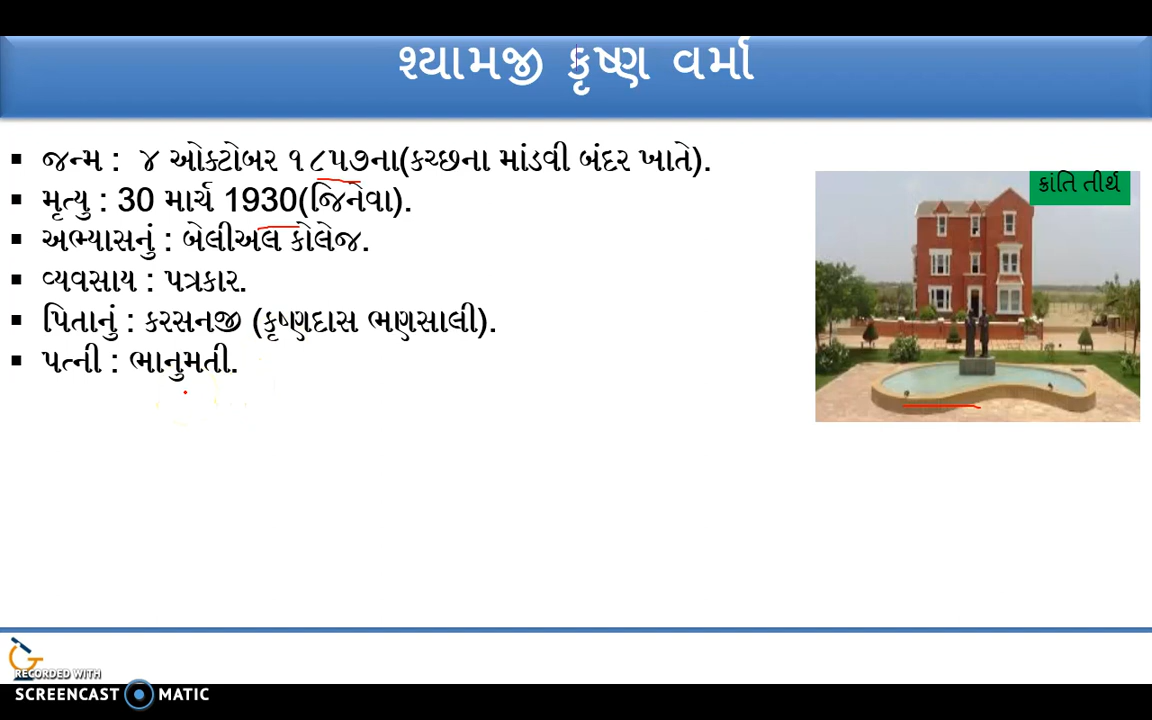 શ્યામજી કૃષ્ણ વર્મા
▪ જન્મ : ૪ ઓક્ટોબર ૧૮૫૭ના(કચ્છના માંડવી બંદર ખાતે).
▪ મૃત્યુ : 30 માર્ચ 1930(જિનેવા).
▪ અભ્યાસનું : બેલીઅલ કોલેજ.
▪ વ્યવસાય : પત્રકાર.
▪ પિતાનું : કરસનજી (કૃષ્ણદાસ ભણસાલી).
▪ પત્ની : ભાનુમતી.
ક્રાંતિ તીર્થ
RECORDED WITH
SCREENCAST MATIC